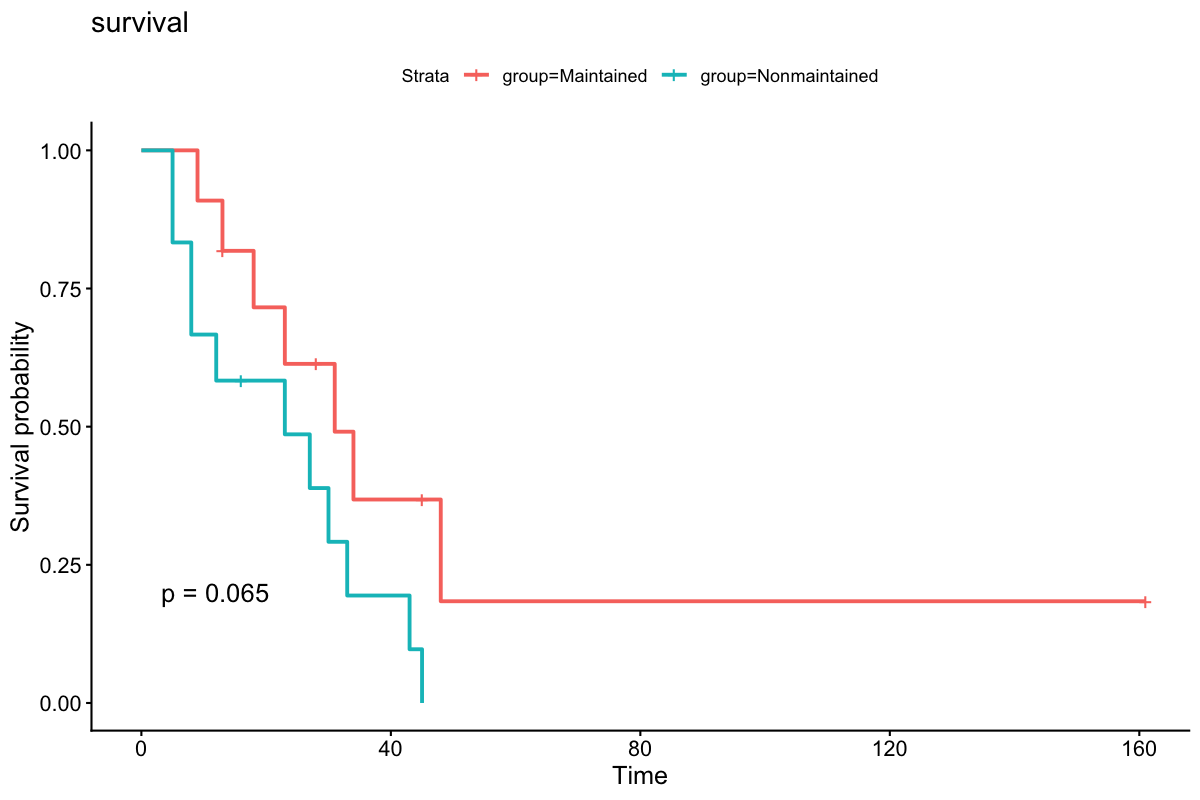 survival
Strata group=Maintained group=Nonmaintained
1.00
0.75
0.50
0.25
0.00
Survival probability
p = 0.065
0 40 80 120 160
Time